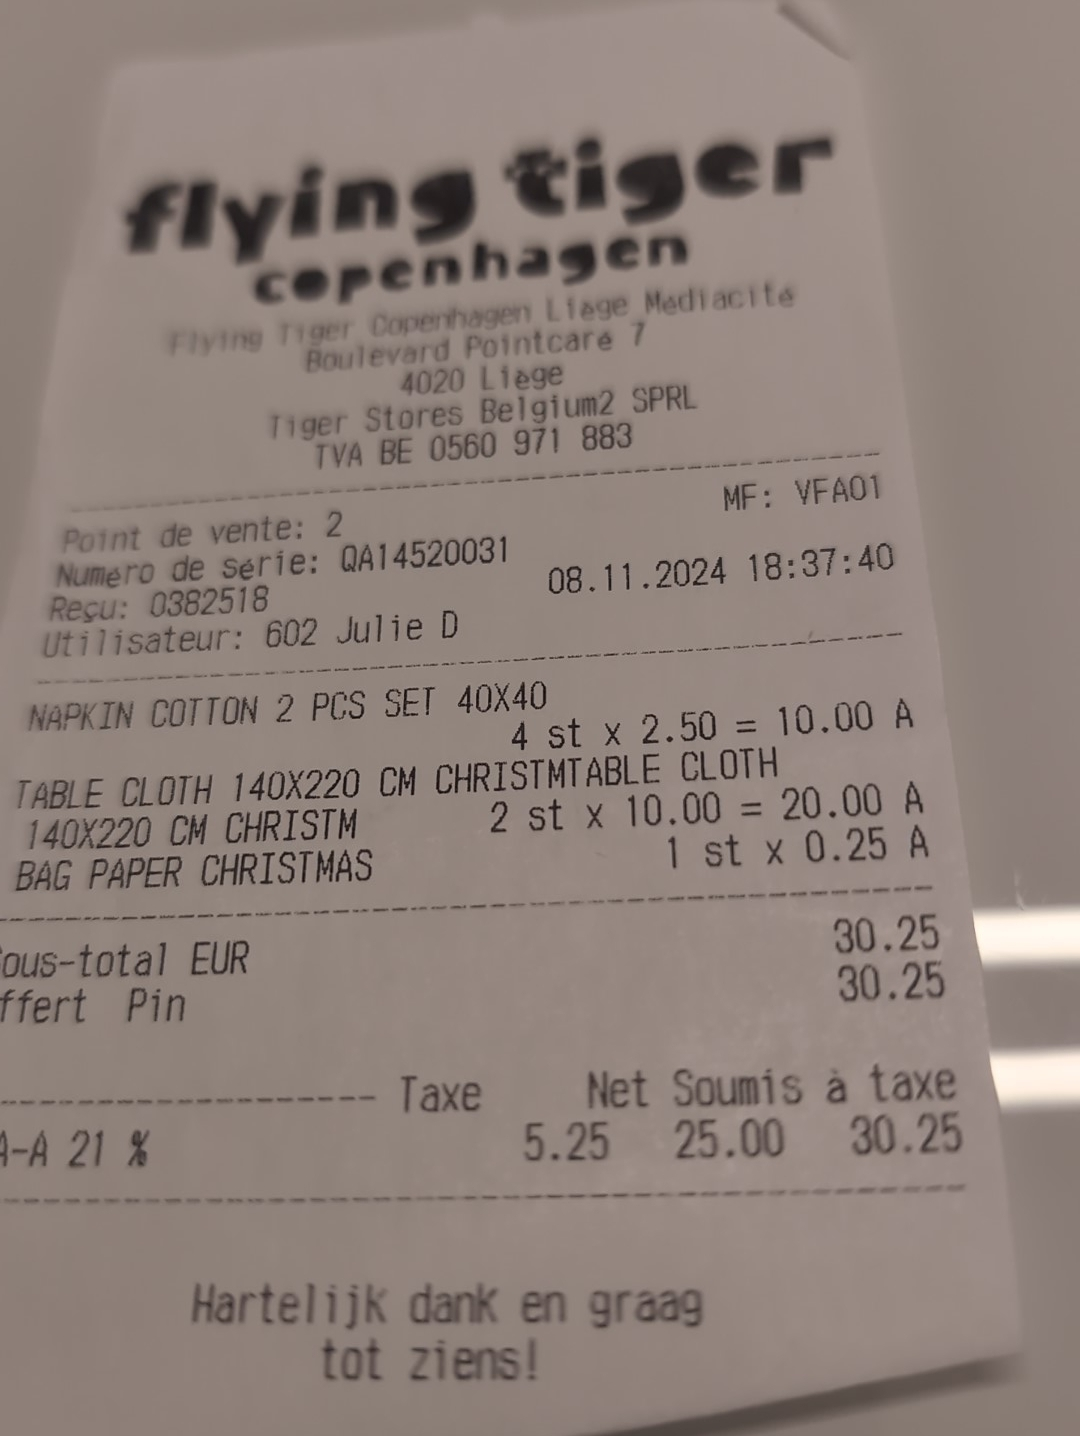 flying tiger
copenhagen
Flying Tiger Copenhagen Liège Médiacité
Boulevard Pointcaré 7
4020 Liège
Tiger Stores Belgium2 SPRL
TVA BE 0560 971 883
MF: VFA01
Point de vente: 2
Numéro de série: QA14520031
Reçu: 0382518 08.11.2024 18:37:40
Utilisateur: 602 Julie D
NAPKIN COTTON 2 PCS SET 40X40
4 st x 2.50 = 10.00 A
TABLE CLOTH 140X220 CM CHRISTMTABLE CLOTH
140X220 CM CHRISTM 2 st x 10.00 = 20.00 A
BAG PAPER CHRISTMAS 1 st x 0.25 A
ous-total EUR 30.25
ffert Pin 30.25
Taxe Net Soumis à taxe
A-A 21 % 5.25 25.00 30.25
Hartelijk dank en graag
tot ziens!